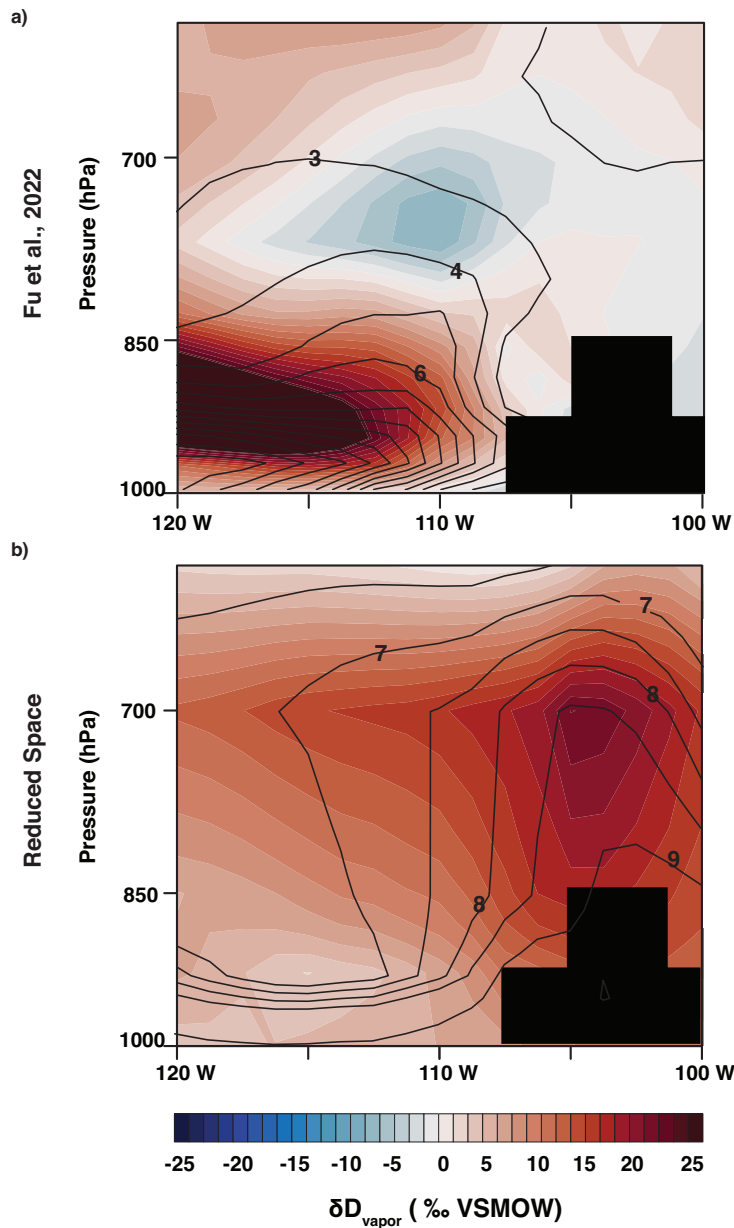 a)
Fu et al., 2022
Pressure (hPa)
700
850
1000
3
4
6
120 W
110 W
100 W
b)
Reduced Space
Pressure (hPa)
700
850
1000
7
7
8
9
8
120 W
110 W
100 W
-25 -20 -15 -10 -5 0 5 10 15 20 25
δDvapor ( ‰ VSMOW)